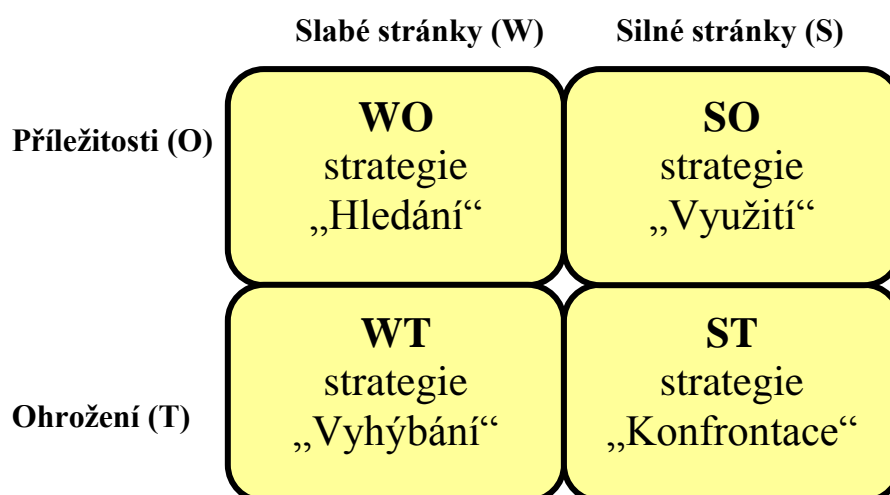 Slabé stránky (W)
Silné stránky (S)
Příležitosti (O)
WO
strategie
„Hledání“
SO
strategie
„Využití“
Ohrožení (T)
WT
strategie
„Vyhýbání“
ST
strategie
„Konfrontace“